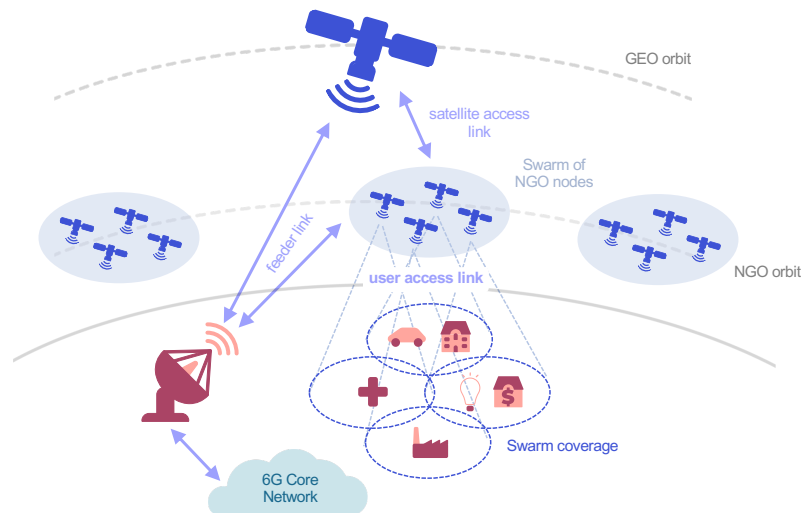 GEO orbit
satellite access
link
Swarm of
NGO nodes
feeder link
NGO orbit
user access link
$
Swarm coverage
6G Core
Network